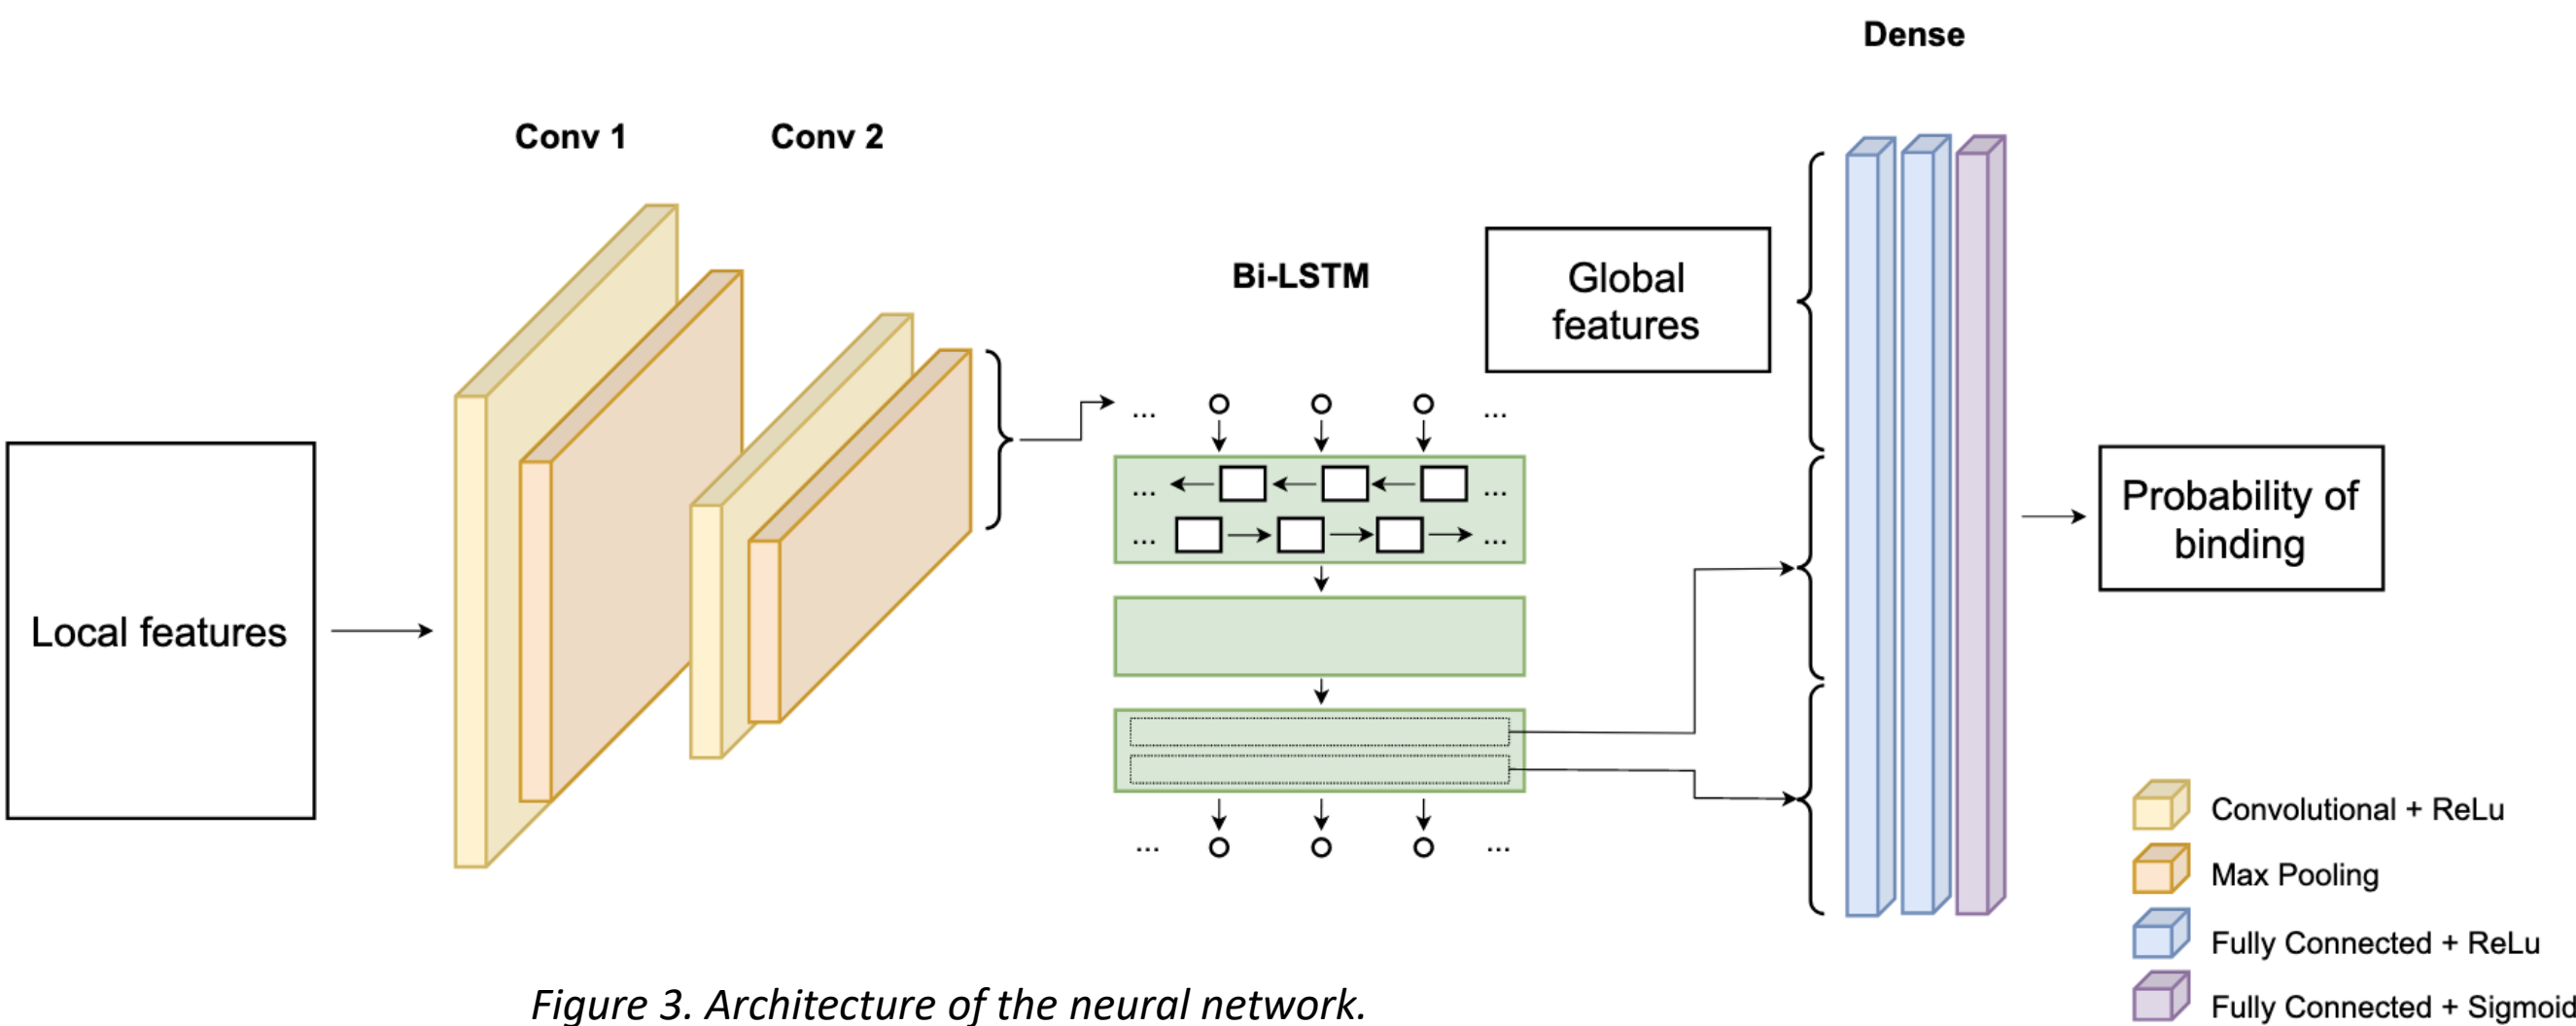 Dense
Conv 1
Conv 2
Bi-LSTM
Global
features
...
...
...
...
...
...
Local features
Probability of
binding
...
...
Convolutional + ReLu
Max Pooling
Fully Connected + ReLu
Fully Connected + Sigmoid
Figure 3. Architecture of the neural network.